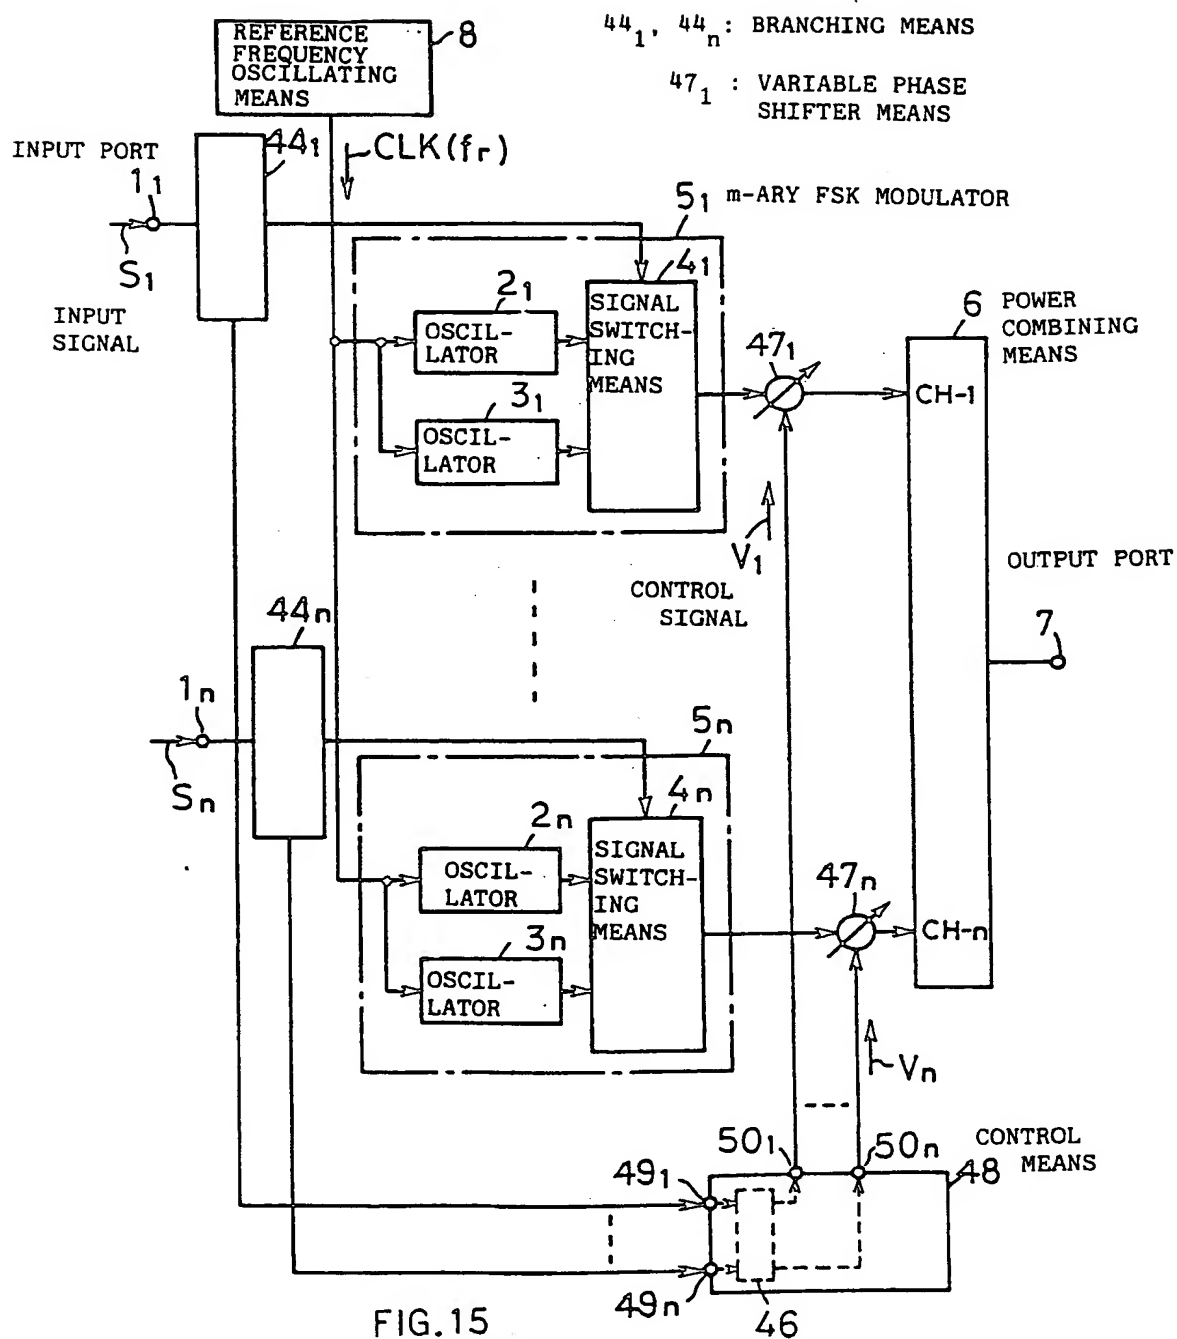 44₁, 44ₙ: BRANCHING MEANS
47₁ : VARIABLE PHASE
SHIFTER MEANS
REFERENCE
FREQUENCY
OSCILLATING
MEANS
8
INPUT PORT
44₁
CLK(fr)
1₁
S₁
INPUT
SIGNAL
5₁ m-ARY FSK MODULATOR
4₁
2₁
OSCIL-
LATOR
3₁
OSCIL-
LATOR
SIGNAL
SWITCH-
ING
MEANS
47₁
6 POWER
COMBINING
MEANS
CH-1
V₁
CONTROL
SIGNAL
OUTPUT PORT
7
44n
1n
Sn
5n
4n
2n
OSCIL-
LATOR
3n
OSCIL-
LATOR
SIGNAL
SWITCH-
ING
MEANS
47n
CH-n
Vn
50₁
50n
CONTROL
MEANS
48
49₁
49n
46
FIG.15